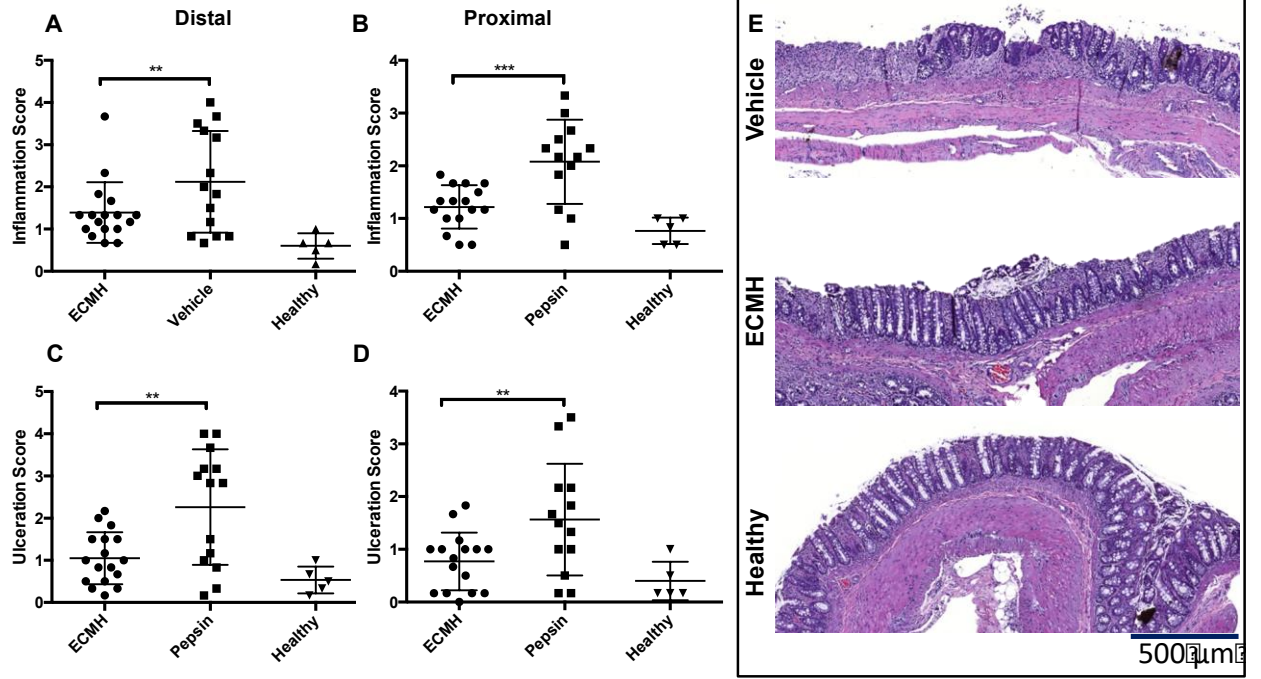 A
Distal
B
Proximal
Inflammation Score
5
4
3
2
1
0
**
ECMH
Vehicle
Healthy
Inflammation Score
4
3
2
1
0
***
ECMH
Pepsin
Healthy
C
Ulceration Score
5
4
3
2
1
0
**
ECMH
Pepsin
Healthy
D
Ulceration Score
4
3
2
1
0
**
ECMH
Pepsin
Healthy
E
Vehicle
ECMH
Healthy
500 μm